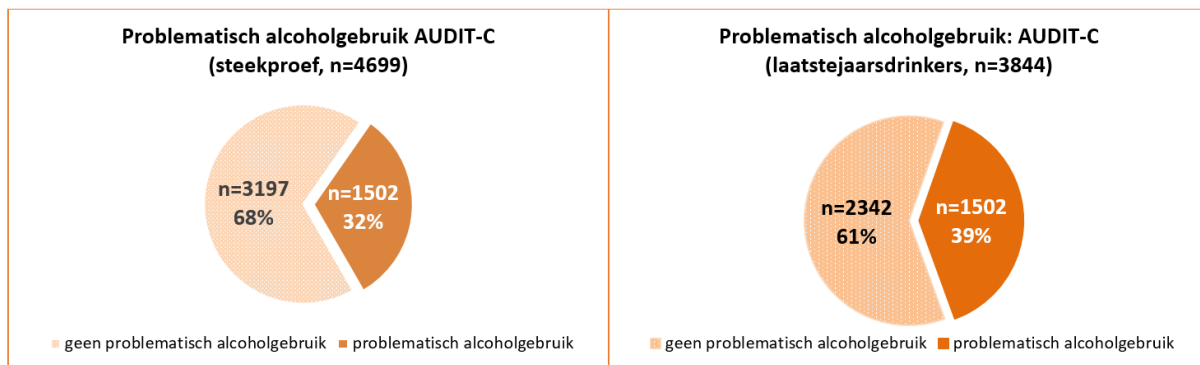 Problematisch alcoholgebruik AUDIT-C
(steekproef, n=4699)
n=3197
68%
n=1502
32%
geen problematisch alcoholgebruik
problematisch alcoholgebruik
Problematisch alcoholgebruik: AUDIT-C
(laatstejaarsdrinkers, n=3844)
n=2342
61%
n=1502
39%
geen problematisch alcoholgebruik
problematisch alcoholgebruik